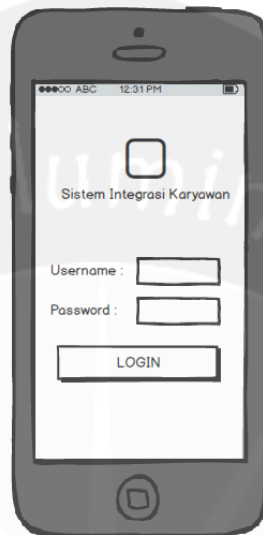 ●●●○○ ABC 12:31 PM
Sistem Integrasi Karyawan
Username :
Password :
LOGIN